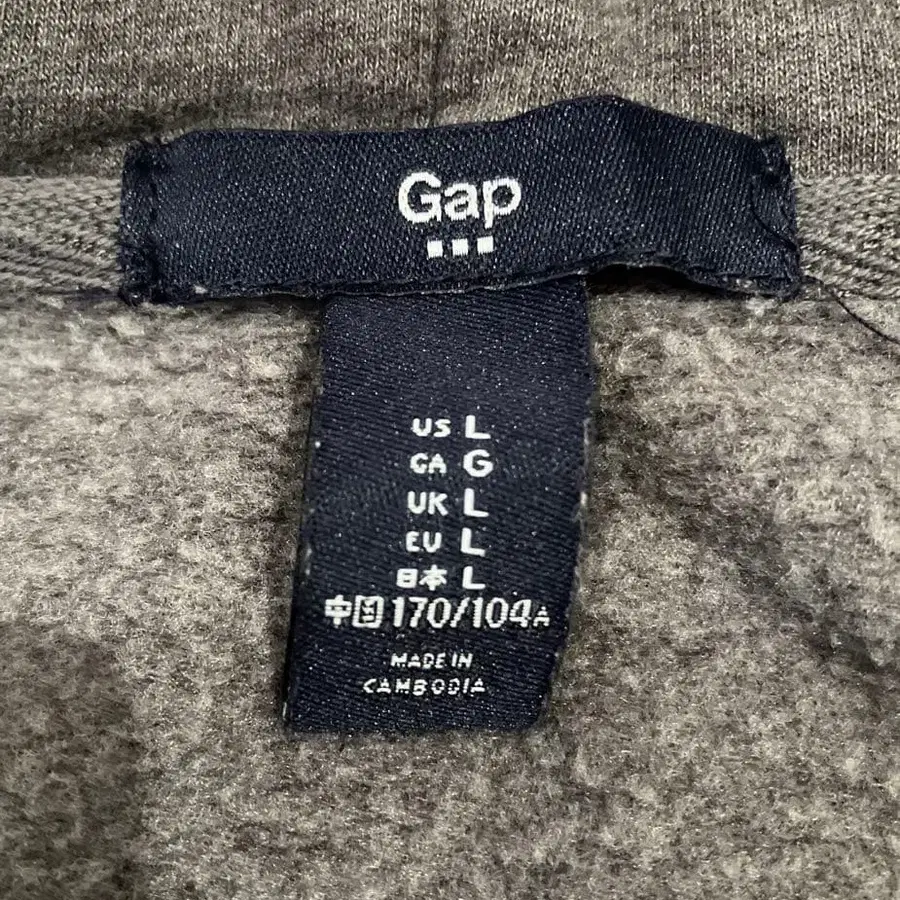 Gap
US L
CA G
UK L
EU L
日本 L
中国 170/104A
MADE IN
CAMBODIA